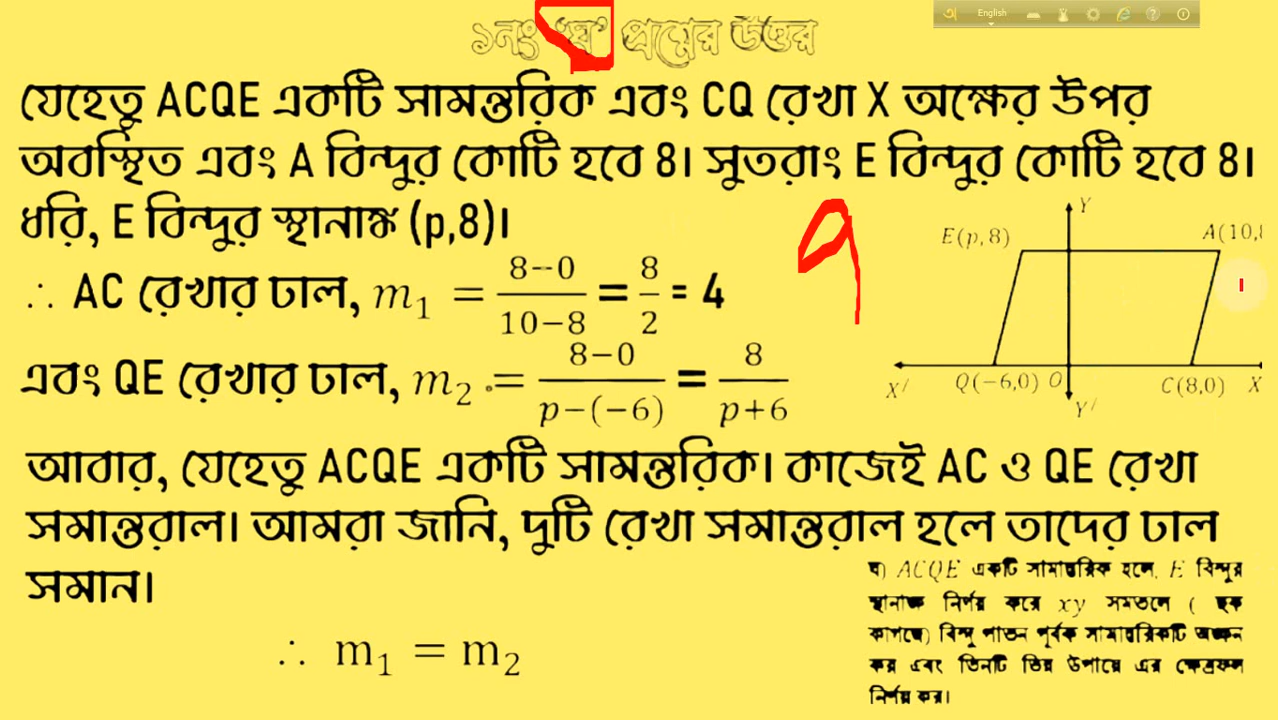 English
১নং 'ঘ' প্রশ্নের উত্তর
যেহেতু ACQE একটি সামন্তরিক এবং CQ রেখা X অক্ষের উপর
অবস্থিত এবং A বিন্দুর কোটি হবে 8। সুতরাং E বিন্দুর কোটি হবে 8।
ধরি, E বিন্দুর স্থানাঙ্ক (p,8)।
∴ AC রেখার ঢাল, m₁ = (8−0)/(10−8) = 8/2 = 4
এবং QE রেখার ঢাল, m₂ = (8−0)/(p−(−6)) = 8/(p+6)
Y
E(p, 8) A(10,8
X′ Q(−6,0) O C(8,0) X
Y′
আবার, যেহেতু ACQE একটি সামন্তরিক। কাজেই AC ও QE রেখা
সমান্তরাল। আমরা জানি, দুটি রেখা সমান্তরাল হলে তাদের ঢাল
সমান।
∴ m₁ = m₂
ঘ) ACQE একটি সামান্তরিক হলে, E বিন্দুর
স্থানাঙ্ক নির্ণয় করে xy সমতলে ( ছক
কাগজে) বিন্দু পাতন পূর্বক সামান্তরিকটি অঙ্কন
কর এবং তিনটি ভিন্ন উপায়ে এর ক্ষেত্রফল
নির্ণয় কর।